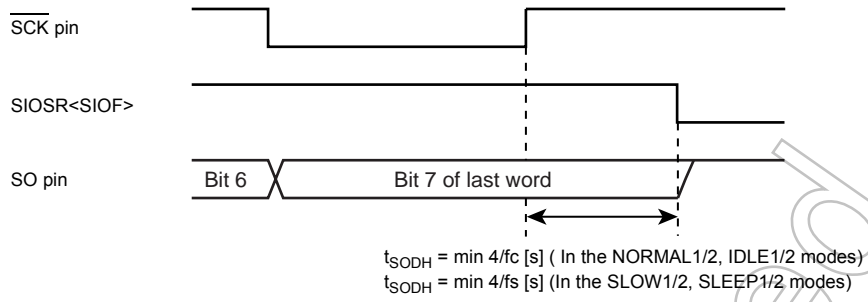 SCK pin
SIOSR<SIOF>
SO pin
Bit 6
Bit 7 of last word
tSODH = min 4/fc [s] ( In the NORMAL1/2, IDLE1/2 modes)
tSODH = min 4/fs [s] (In the SLOW1/2, SLEEP1/2 modes)